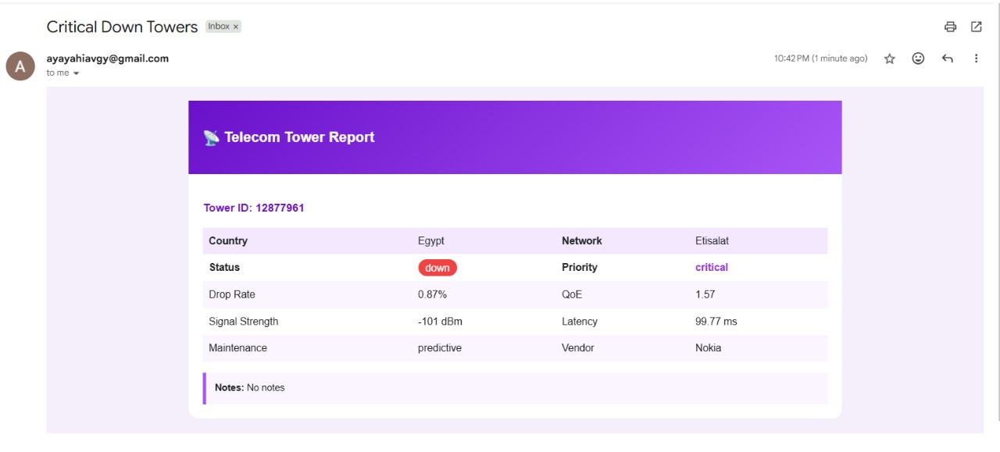 Critical Down Towers Inbox ×
A
ayayahiavgy@gmail.com
10:42 PM (1 minute ago)
to me
Telecom Tower Report
Tower ID: 12877961
Country Egypt Network Etisalat
Status down Priority critical
Drop Rate 0.87% QoE 1.57
Signal Strength -101 dBm Latency 99.77 ms
Maintenance predictive Vendor Nokia
Notes: No notes